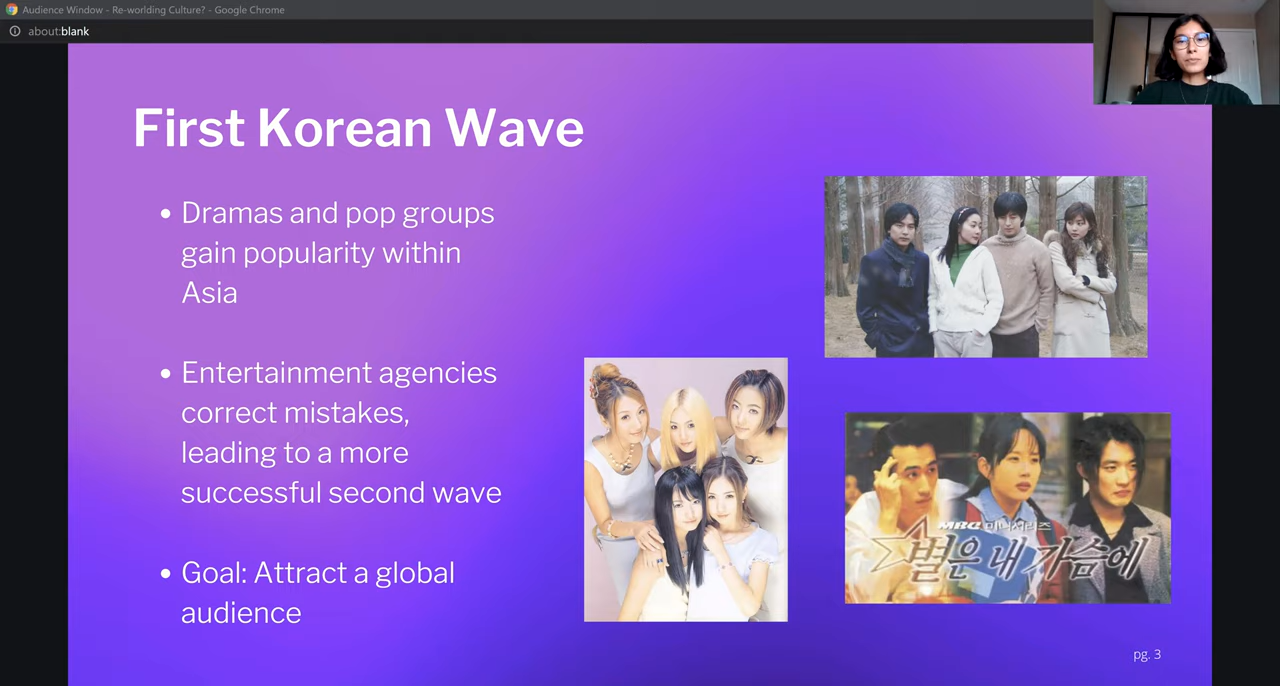 Audience Window - Re-worlding Culture? - Google Chrome
about:blank
First Korean Wave
• Dramas and pop groups
gain popularity within
Asia
• Entertainment agencies
correct mistakes,
leading to a more
successful second wave
• Goal: Attract a global
audience
MBC 미니시리즈
별은 내 가슴에
pg. 3